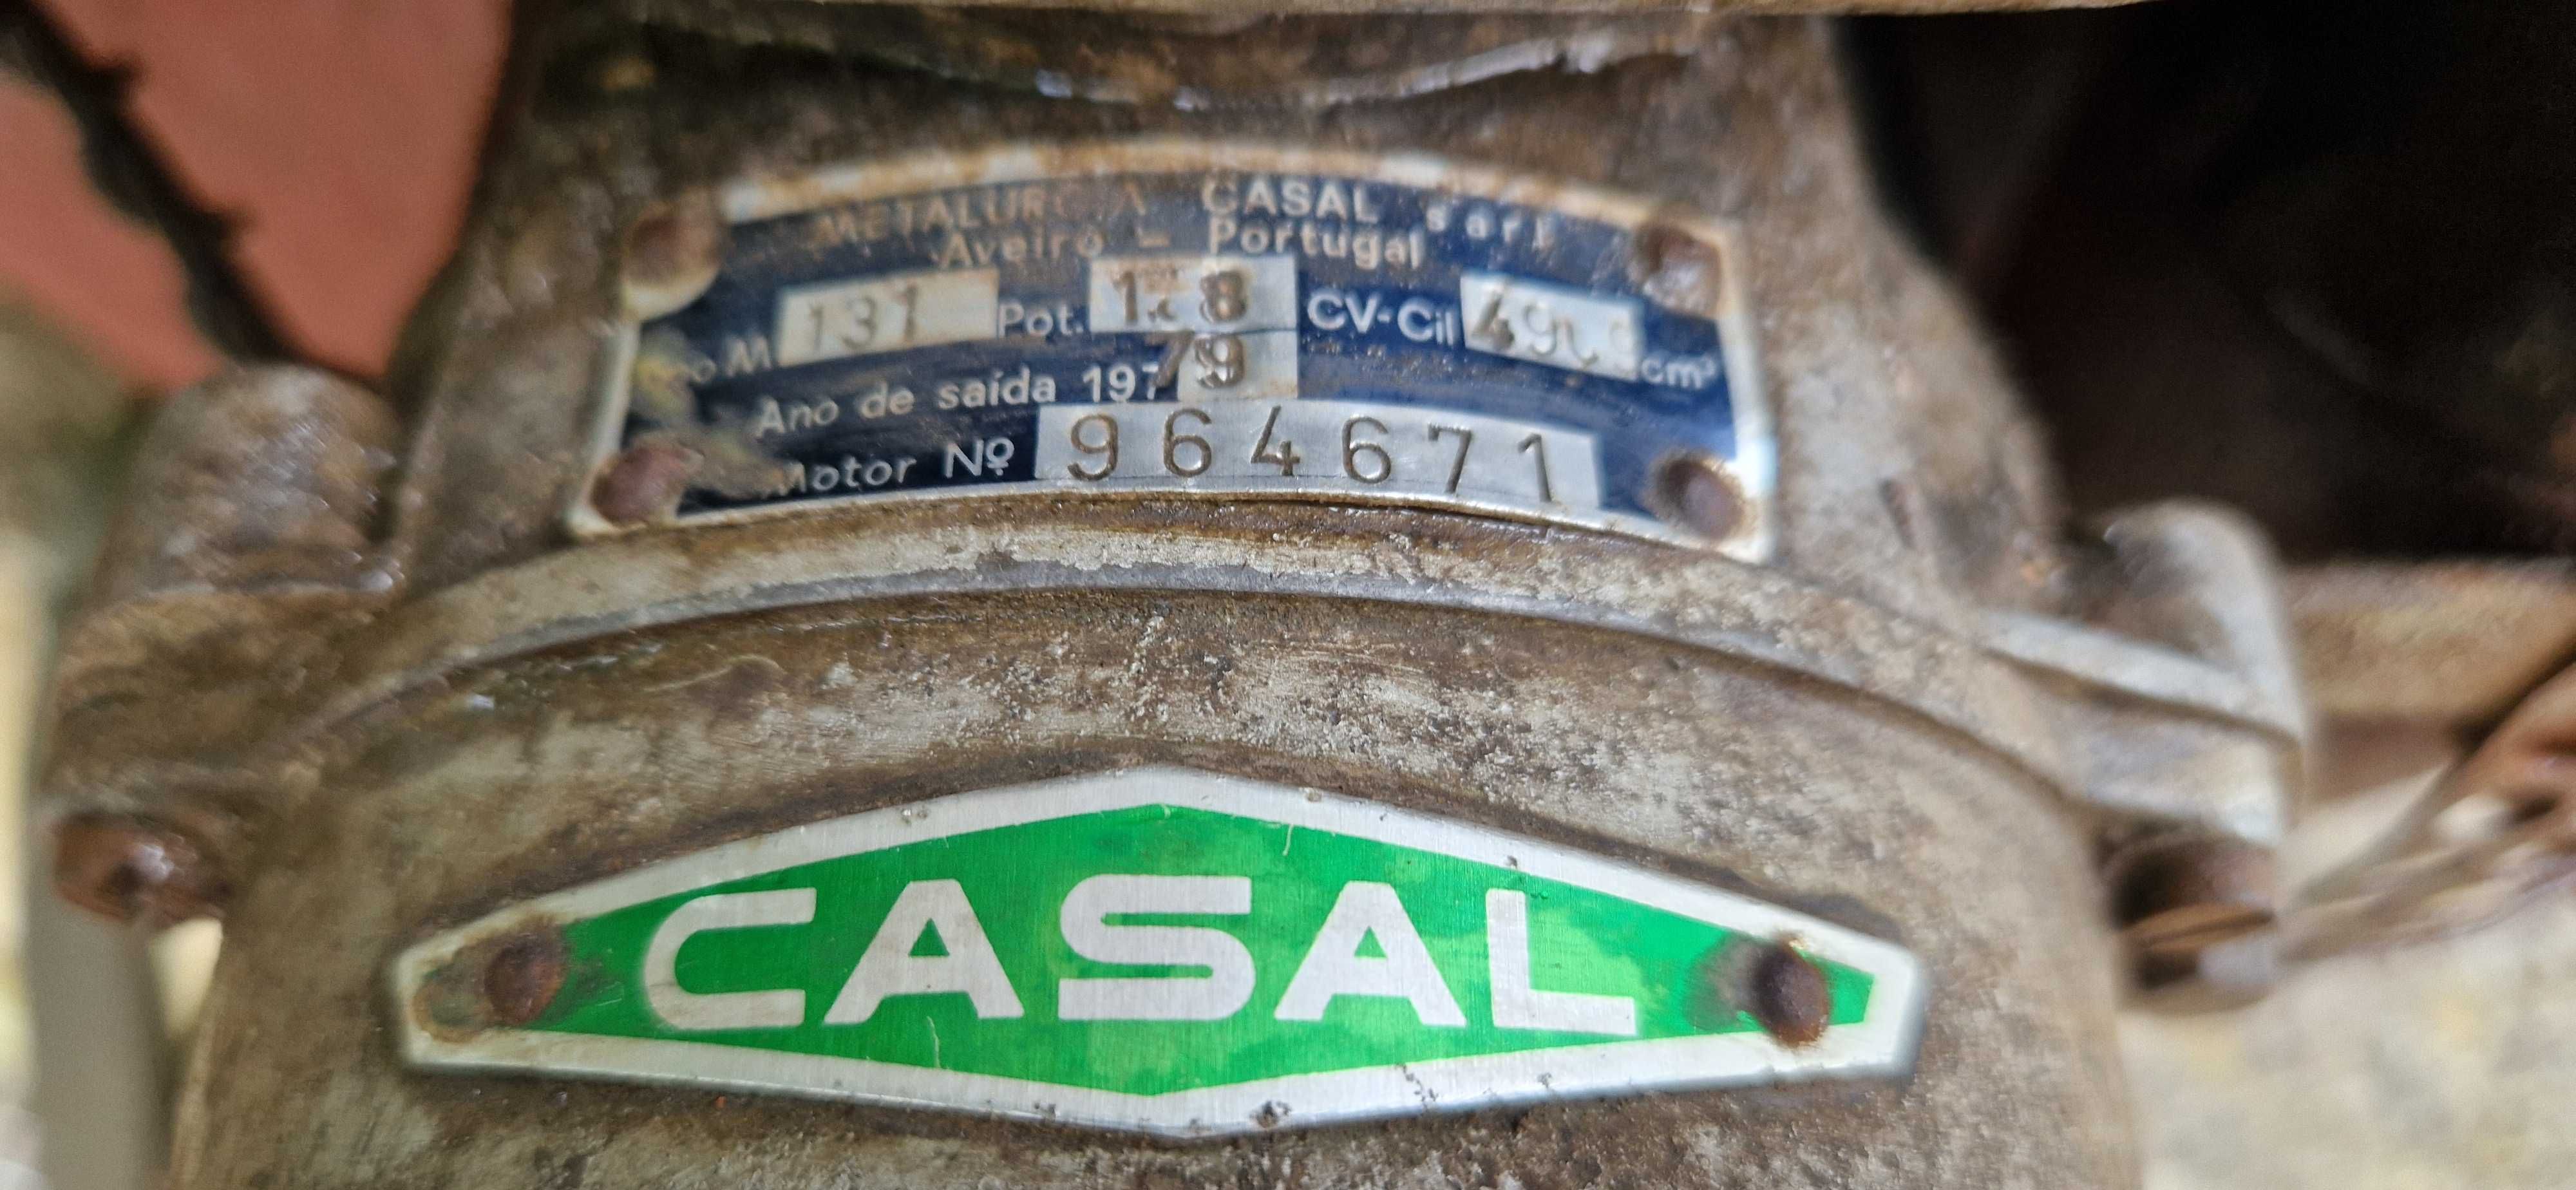 METALURGIA CASAL sarl
Aveiro - Portugal
M 131 Pot. 1.8 CV-Cil 49,9 cm³
Ano de saída 1979
Motor Nº 964671
CASAL